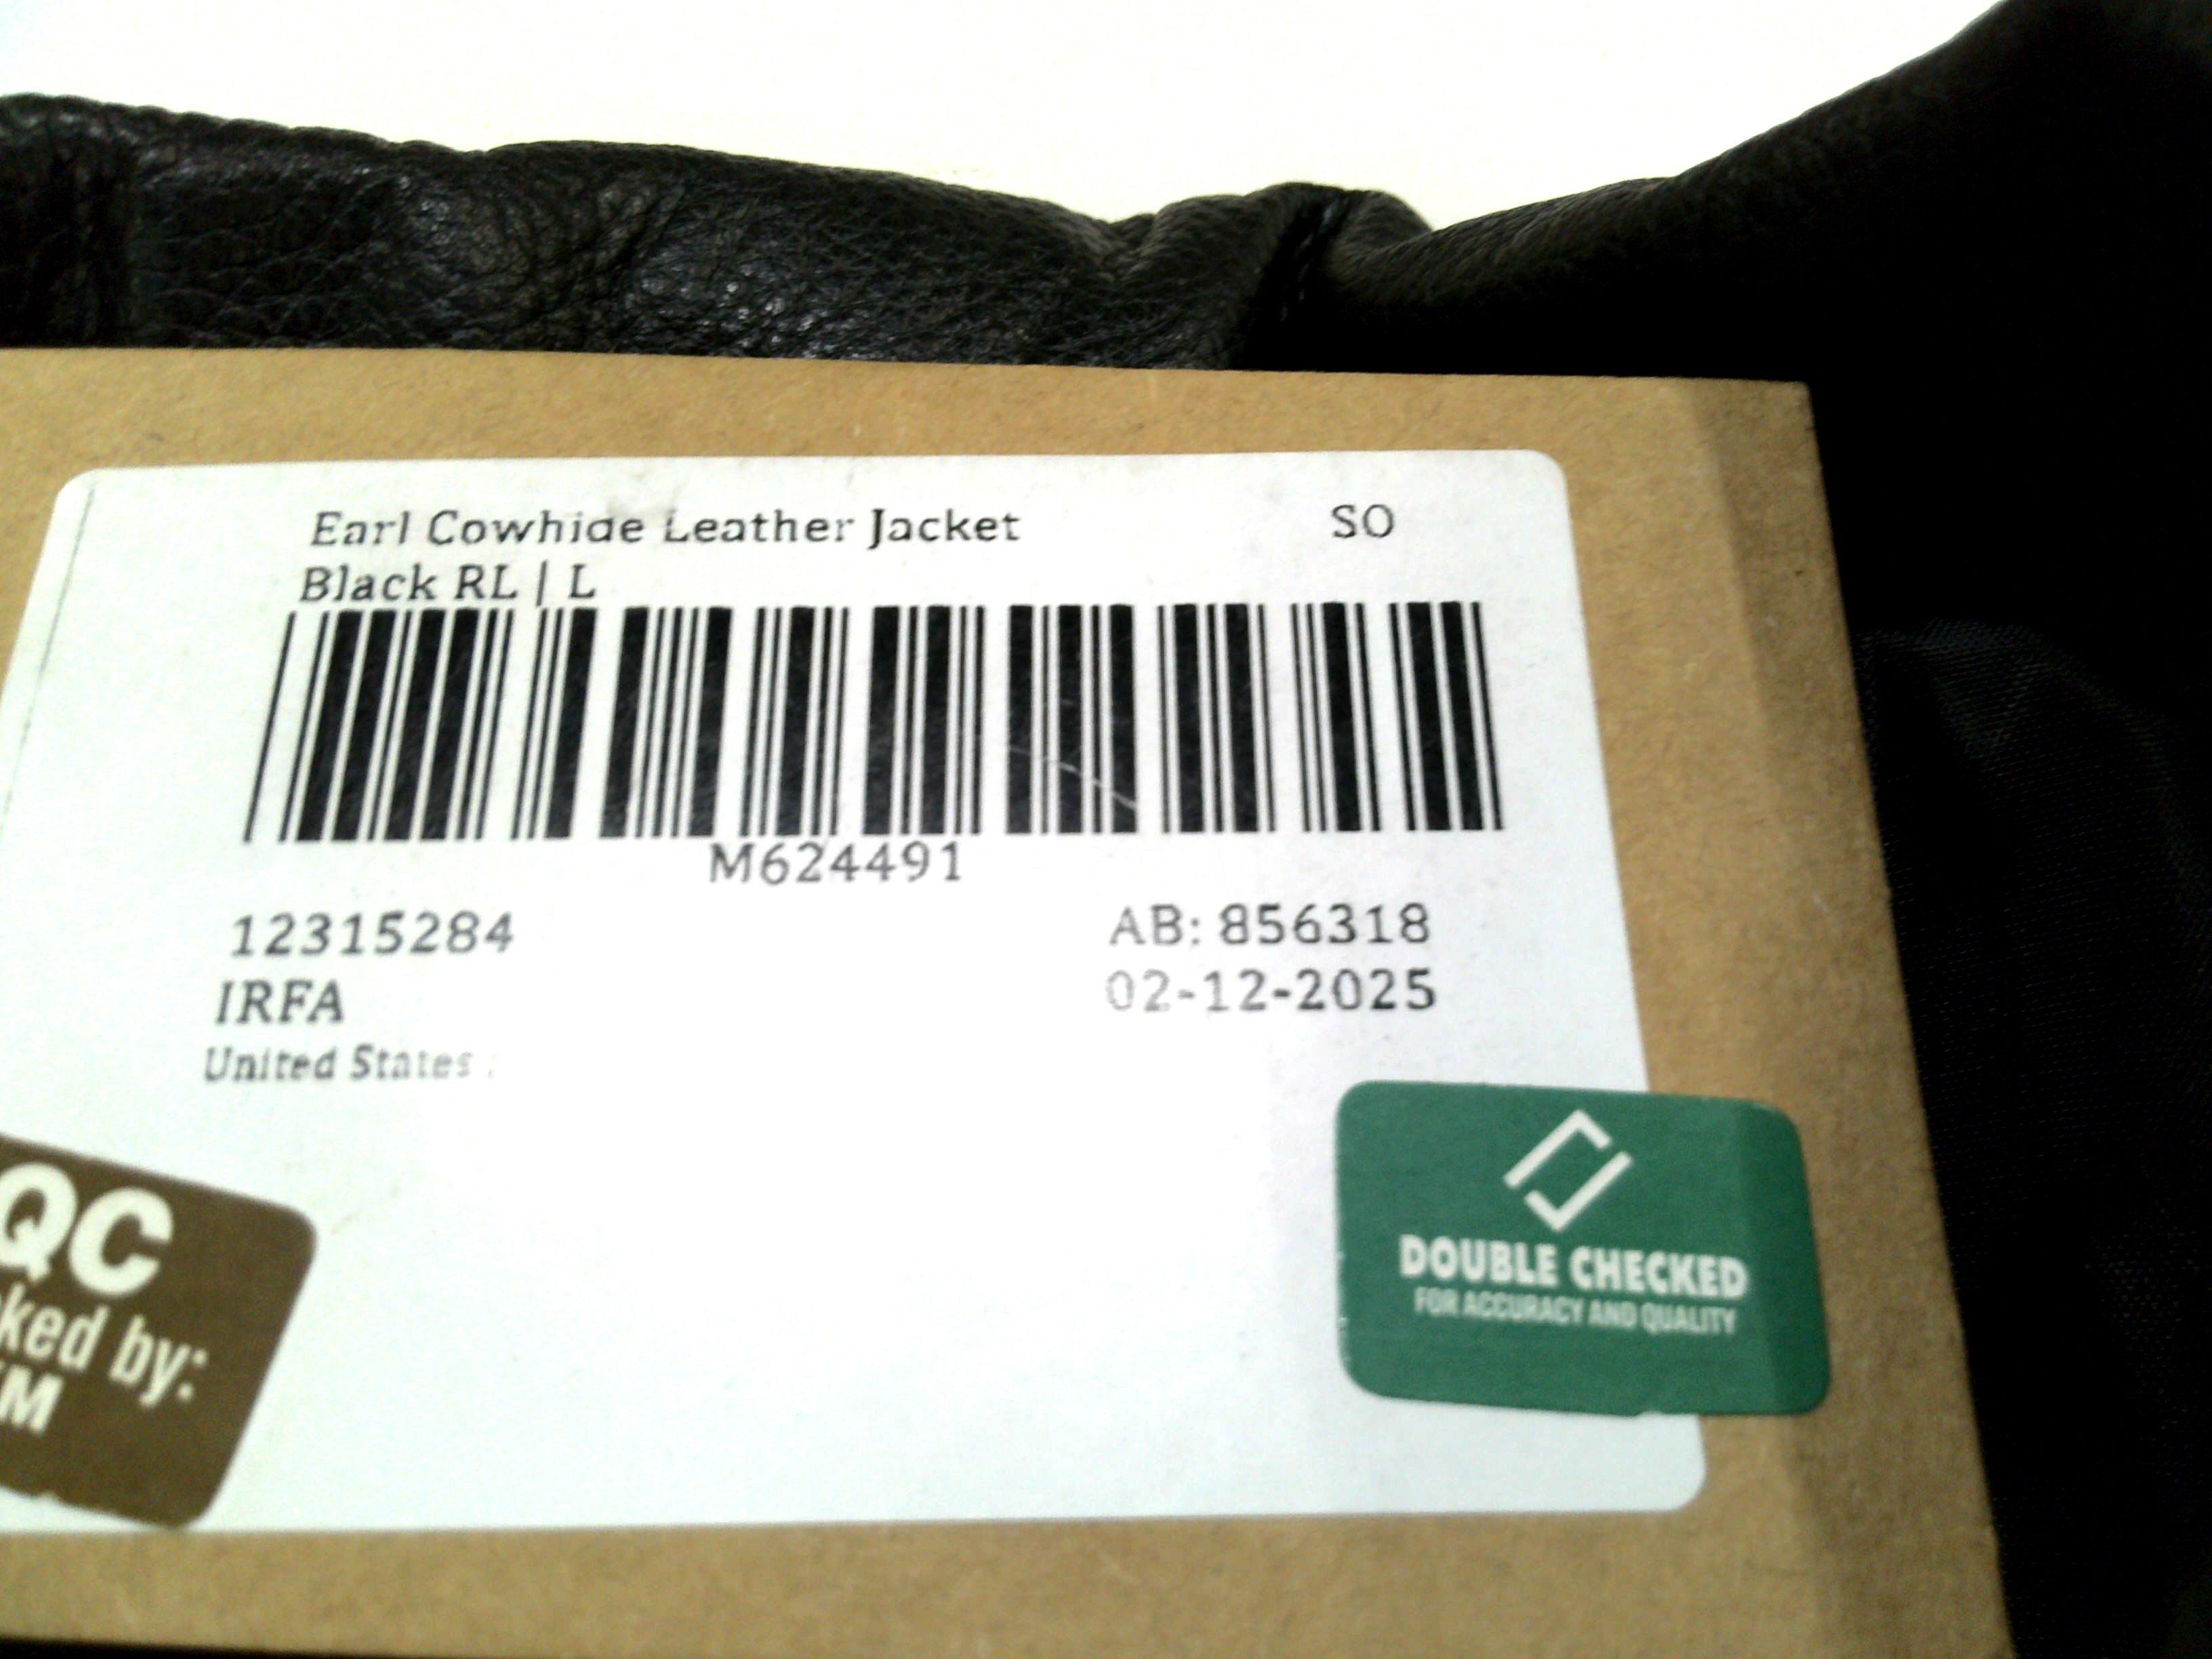 Earl Cowhide Leather Jacket SO
Black RL | L
M624491
12315284 AB: 856318
IRFA 02-12-2025
United States
QC
ked by:
M
DOUBLE CHECKED
FOR ACCURACY AND QUALITY